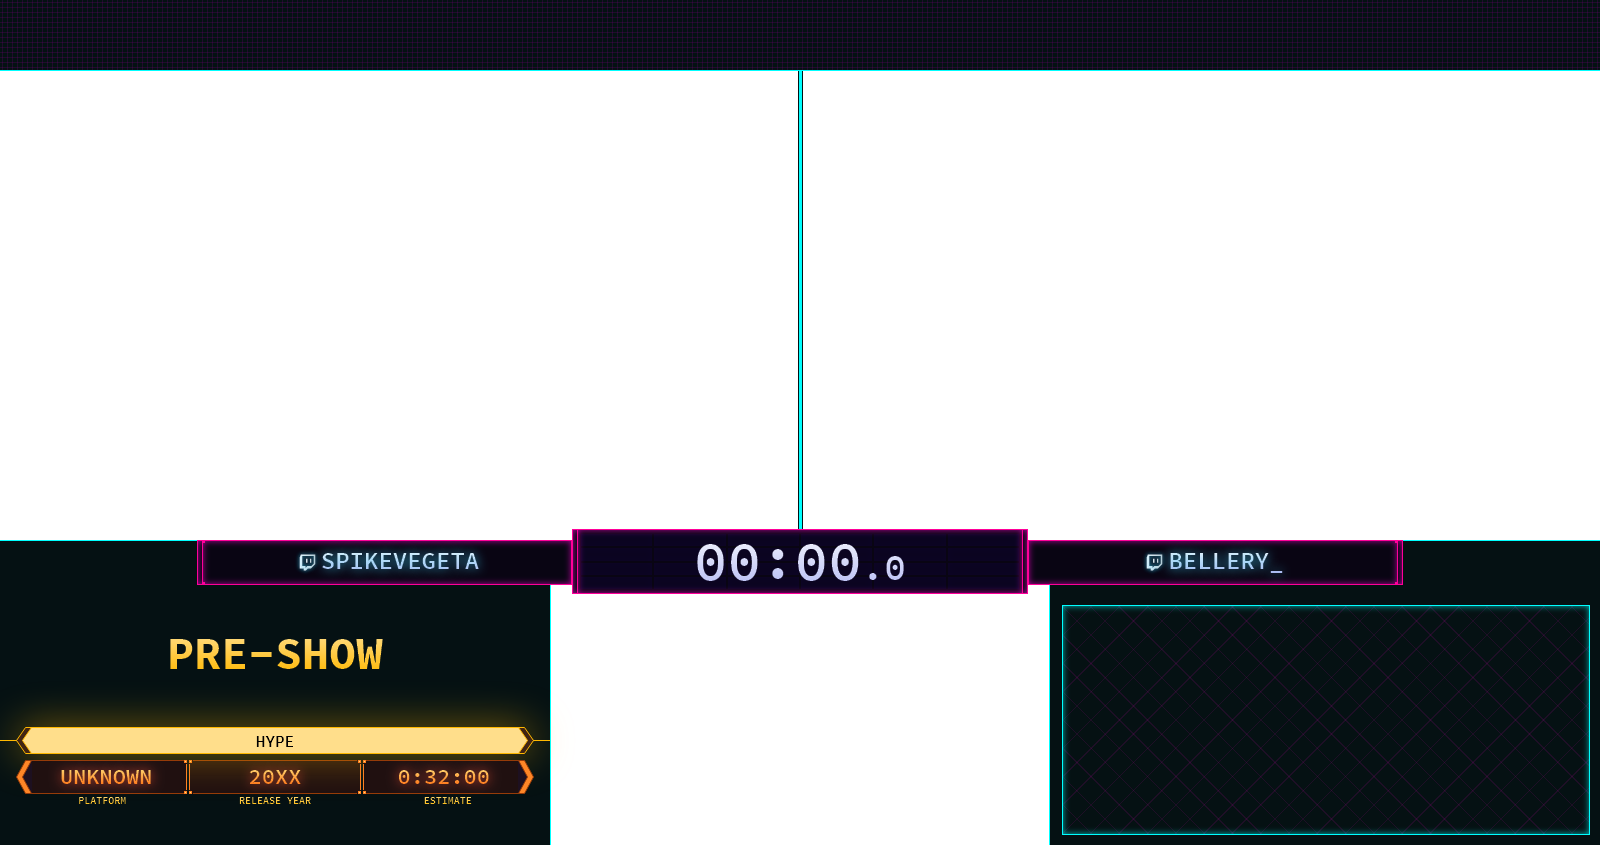 SPIKEVEGETA
00:00.0
BELLERY_
PRE-SHOW
HYPE
UNKNOWN 20XX 0:32:00
PLATFORM RELEASE YEAR ESTIMATE